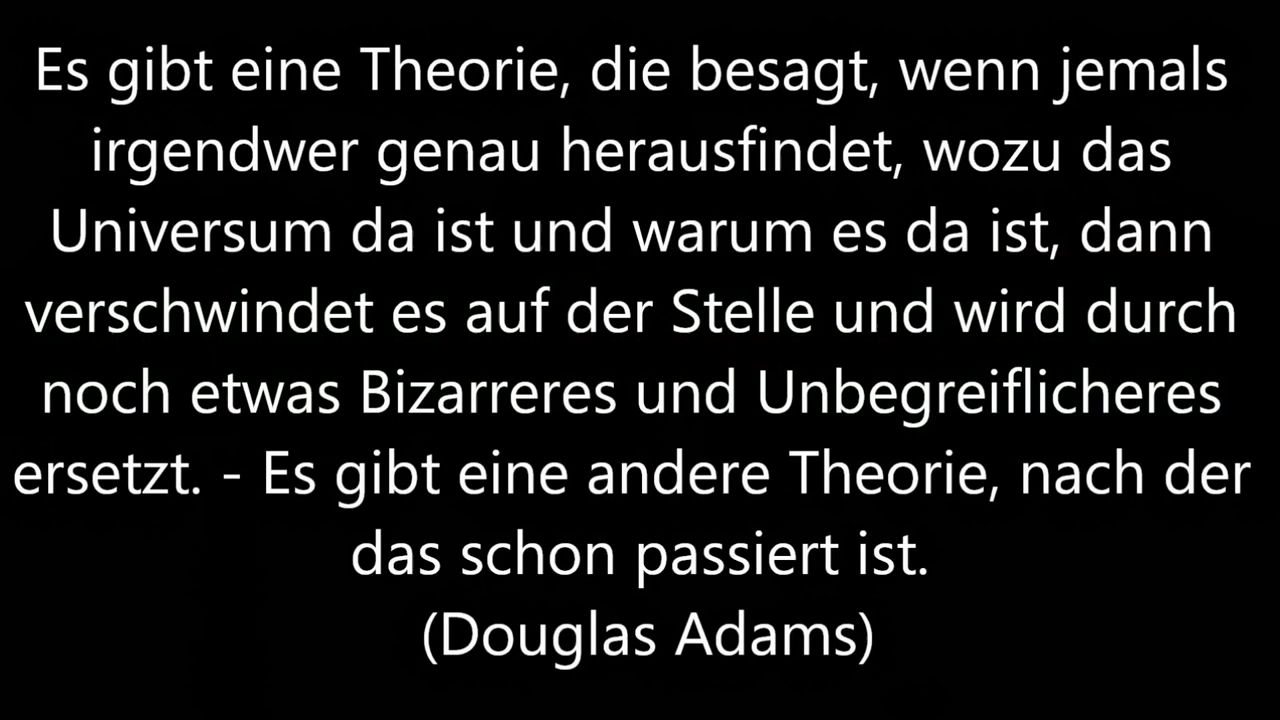 Es gibt eine Theorie, die besagt, wenn jemals
irgendwer genau herausfindet, wozu das
Universum da ist und warum es da ist, dann
verschwindet es auf der Stelle und wird durch
noch etwas Bizarreres und Unbegreiflicheres
ersetzt. - Es gibt eine andere Theorie, nach der
das schon passiert ist.
(Douglas Adams)